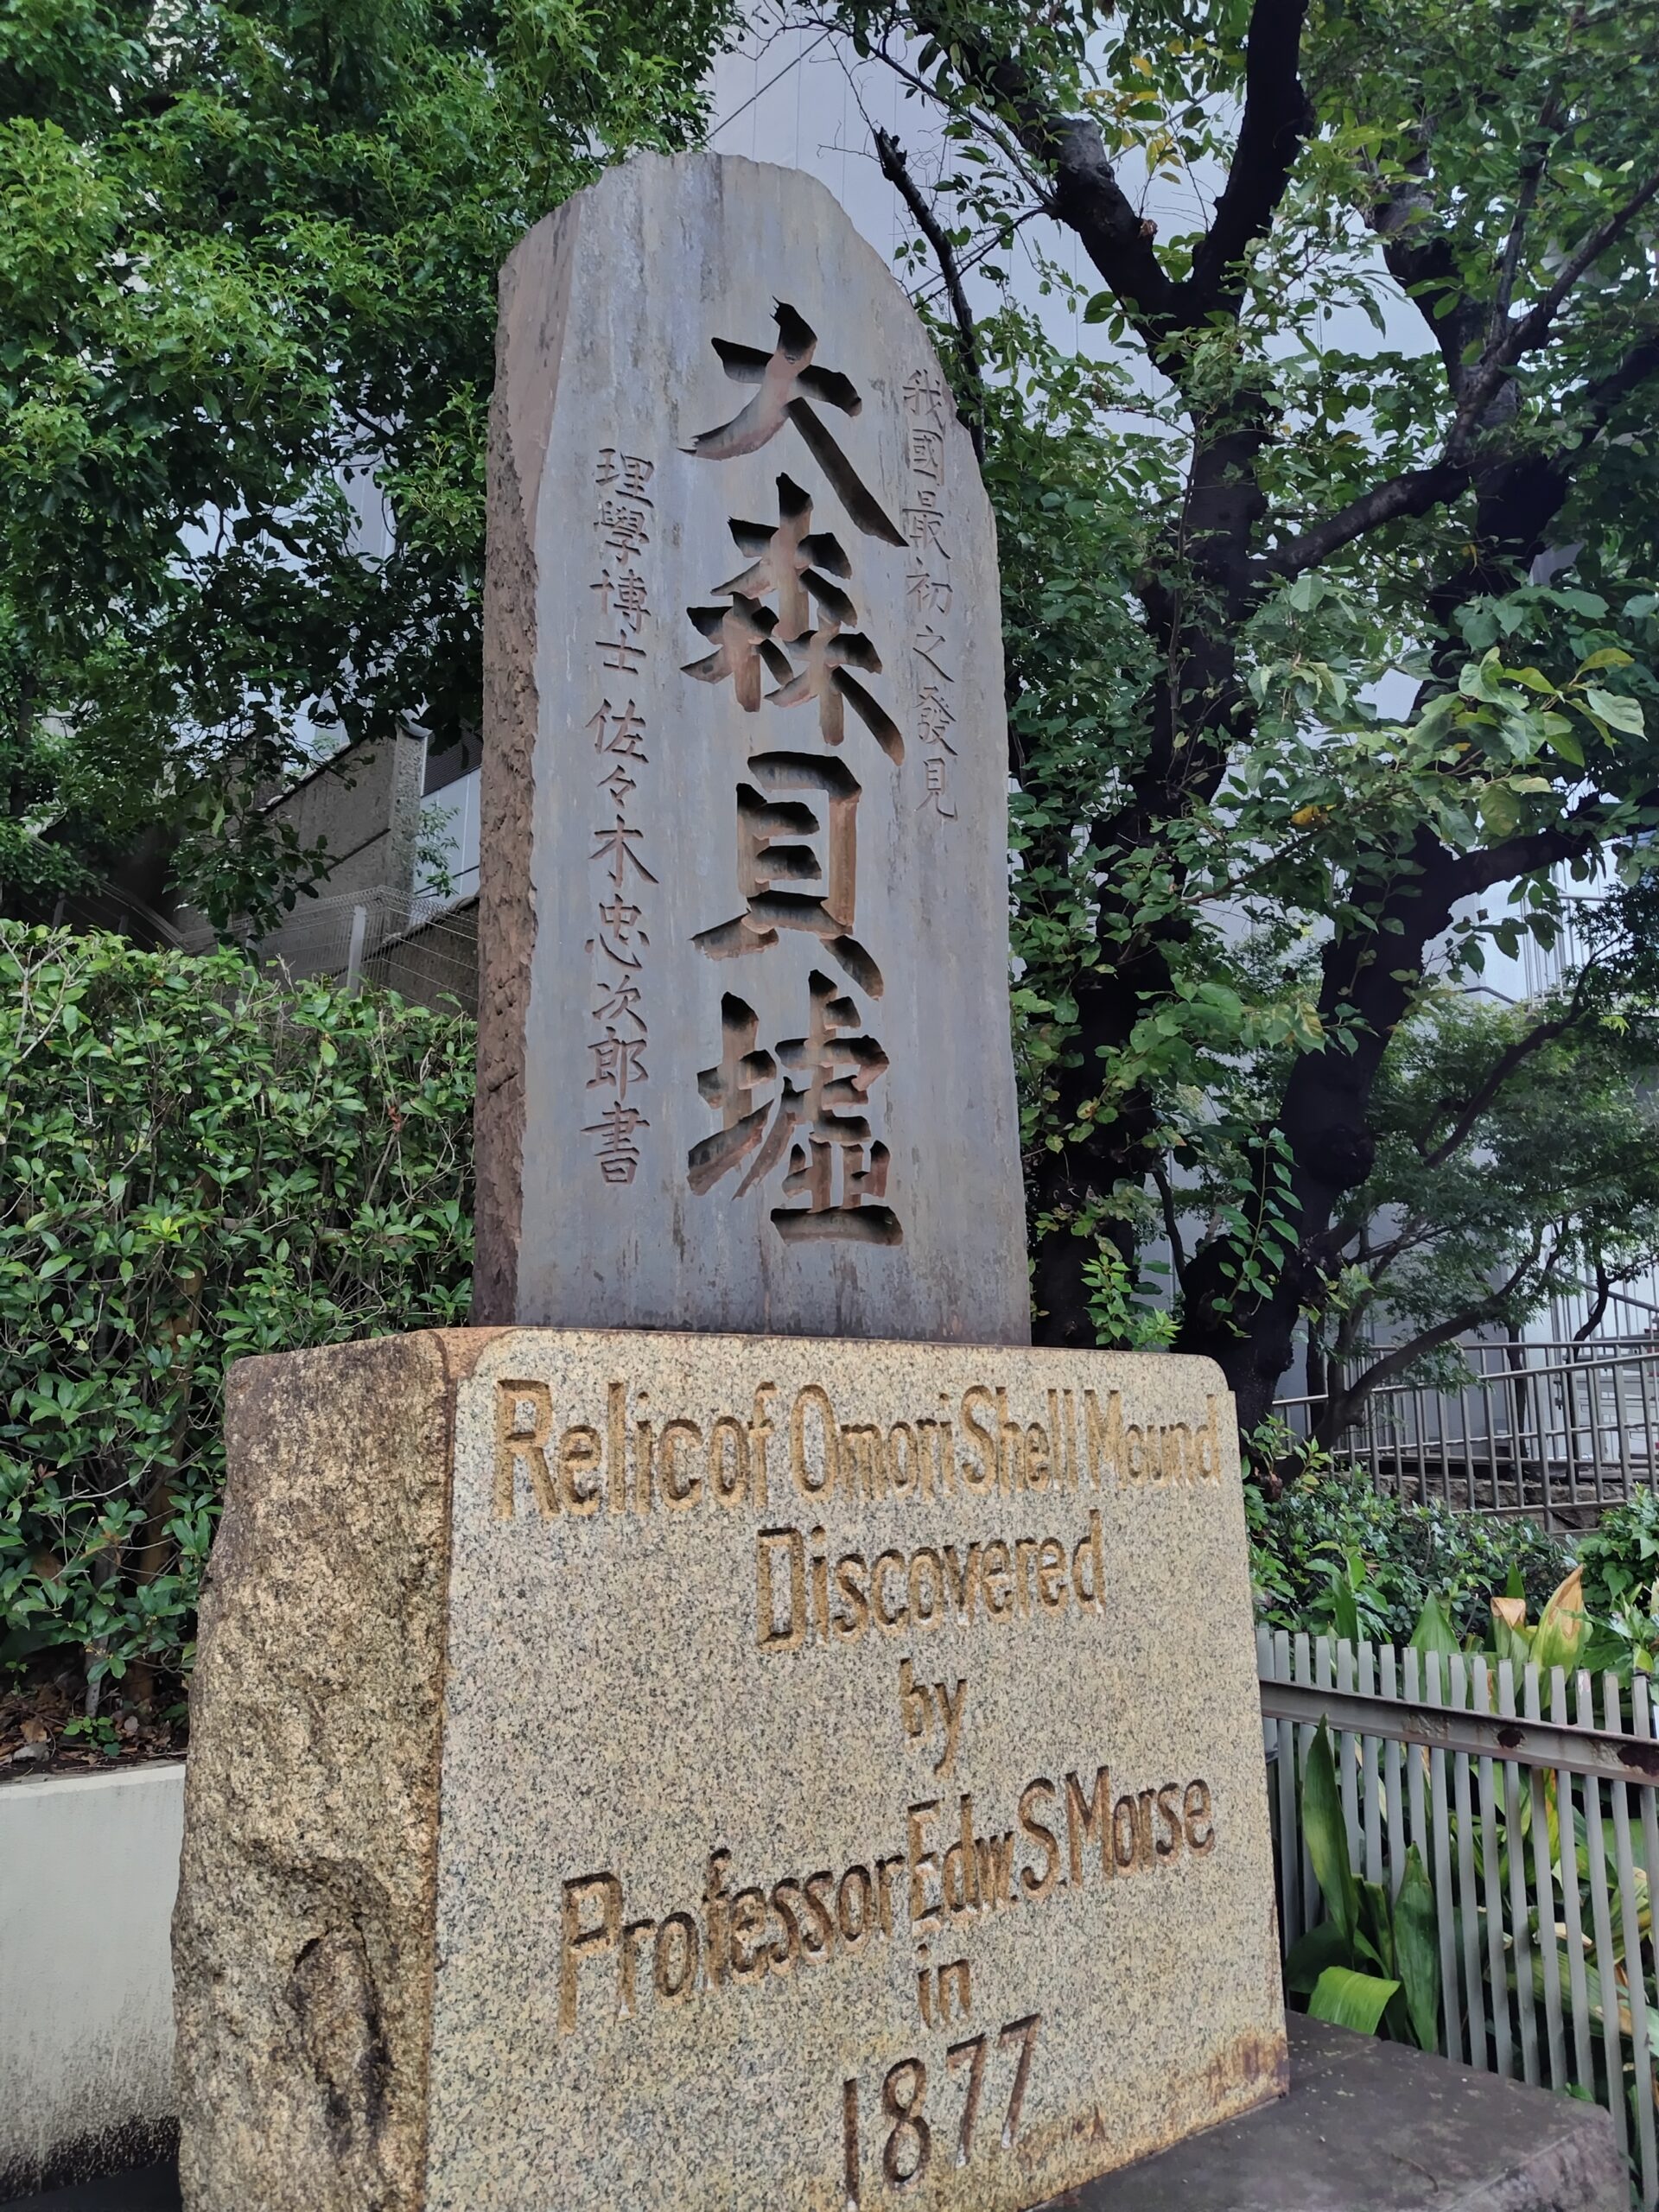 我國最初之發見
大森貝墟
理學博士 佐々木忠次郎書
Relic of Omori Shell Mound
Discovered
by
Professor Edw. S. Morse
in
1877